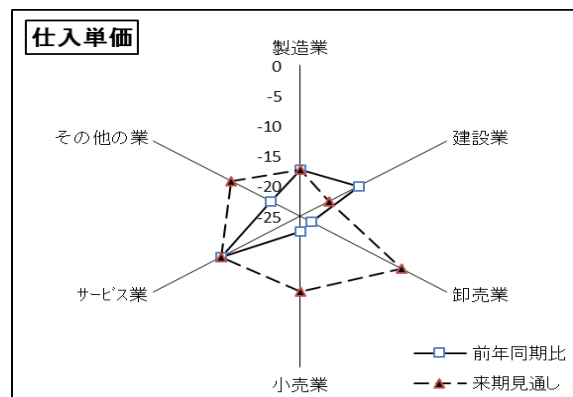 仕入単価
製造業
0
-5
-10
-15
-20
-25
建設業
その他の業
サービス業
卸売業
小売業
前年同期比
来期見通し